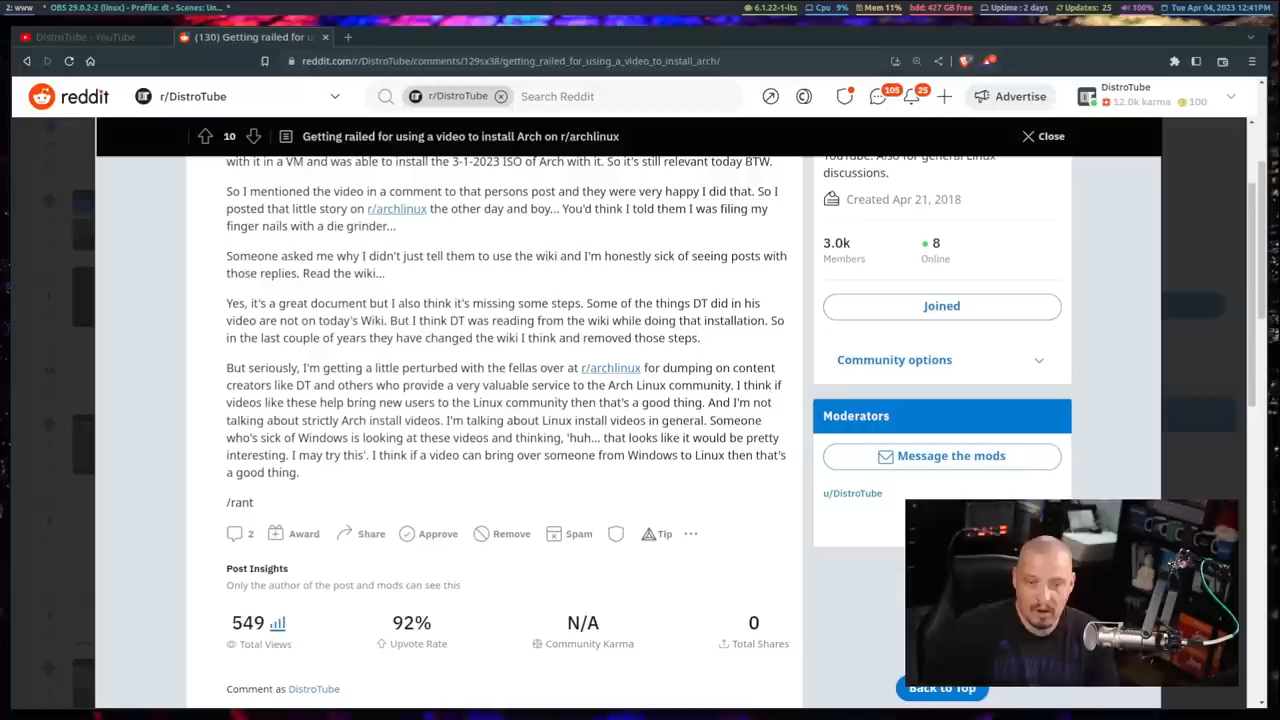 2: www
* OBS 29.0.2-2 (linux) - Profile: dt - Scenes: Un...
6.1.22-1-lts
Cpu 9%
Mem 11%
hdd: 427 GB free
Uptime : 2 days
Updates: 25
100%
Tue Apr 04, 2023 12:41PM
DistroTube - YouTube
(130) Getting railed for u
reddit.com/r/DistroTube/comments/129sx38/getting_railed_for_using_a_video_to_install_arch/
reddit
r/DistroTube
r/DistroTube
Search Reddit
105
25
Advertise
DistroTube
12.0k karma
100
10
Getting railed for using a video to install Arch on r/archlinux
Close
with it in a VM and was able to install the 3-1-2023 ISO of Arch with it. So it's still relevant today BTW.
So I mentioned the video in a comment to that persons post and they were very happy I did that. So I
posted that little story on r/archlinux the other day and boy... You'd think I told them I was filing my
finger nails with a die grinder...
Someone asked me why I didn't just tell them to use the wiki and I'm honestly sick of seeing posts with
those replies. Read the wiki...
Yes, it's a great document but I also think it's missing some steps. Some of the things DT did in his
video are not on today's Wiki. But I think DT was reading from the wiki while doing that installation. So
in the last couple of years they have changed the wiki I think and removed those steps.
But seriously, I'm getting a little perturbed with the fellas over at r/archlinux for dumping on content
creators like DT and others who provide a very valuable service to the Arch Linux community. I think if
videos like these help bring new users to the Linux community then that's a good thing. And I'm not
talking about strictly Arch install videos. I'm talking about Linux install videos in general. Someone
who's sick of Windows is looking at these videos and thinking, 'huh... that looks like it would be pretty
interesting. I may try this'. I think if a video can bring over someone from Windows to Linux then that's
a good thing.
/rant
2
Award
Share
Approve
Remove
Spam
Tip
Post Insights
Only the author of the post and mods can see this
549
92%
N/A
0
Total Views
Upvote Rate
Community Karma
Total Shares
Comment as DistroTube
YouTube. Also for general Linux
discussions.
Created Apr 21, 2018
3.0k
8
Members
Online
Joined
Community options
Moderators
Message the mods
u/DistroTube
Back to Top